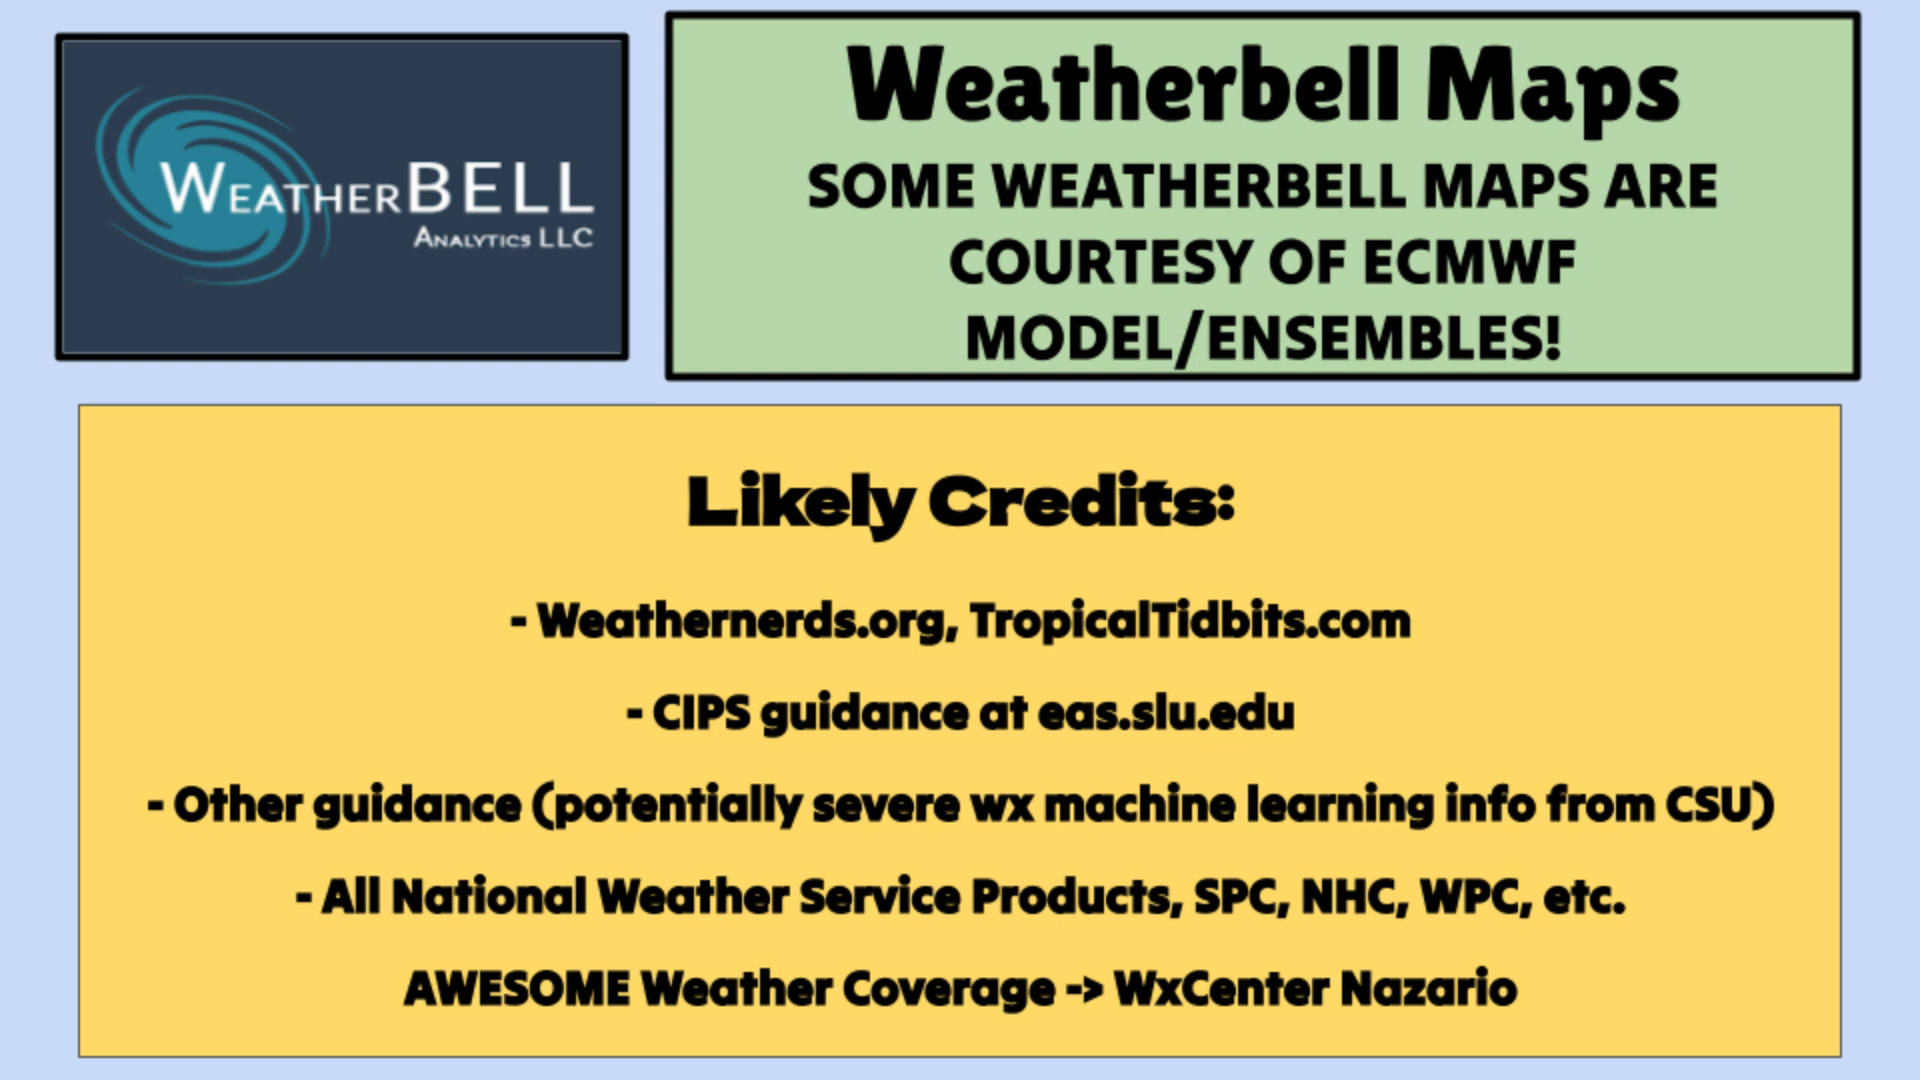 WEATHERBELL
ANALYTICS LLC
Weatherbell Maps
SOME WEATHERBELL MAPS ARE
COURTESY OF ECMWF
MODEL/ENSEMBLES!
Likely Credits:
- Weathernerds.org, TropicalTidbits.com
- CIPS guidance at eas.slu.edu
- Other guidance (potentially severe wx machine learning info from CSU)
- All National Weather Service Products, SPC, NHC, WPC, etc.
AWESOME Weather Coverage -> WxCenter Nazario